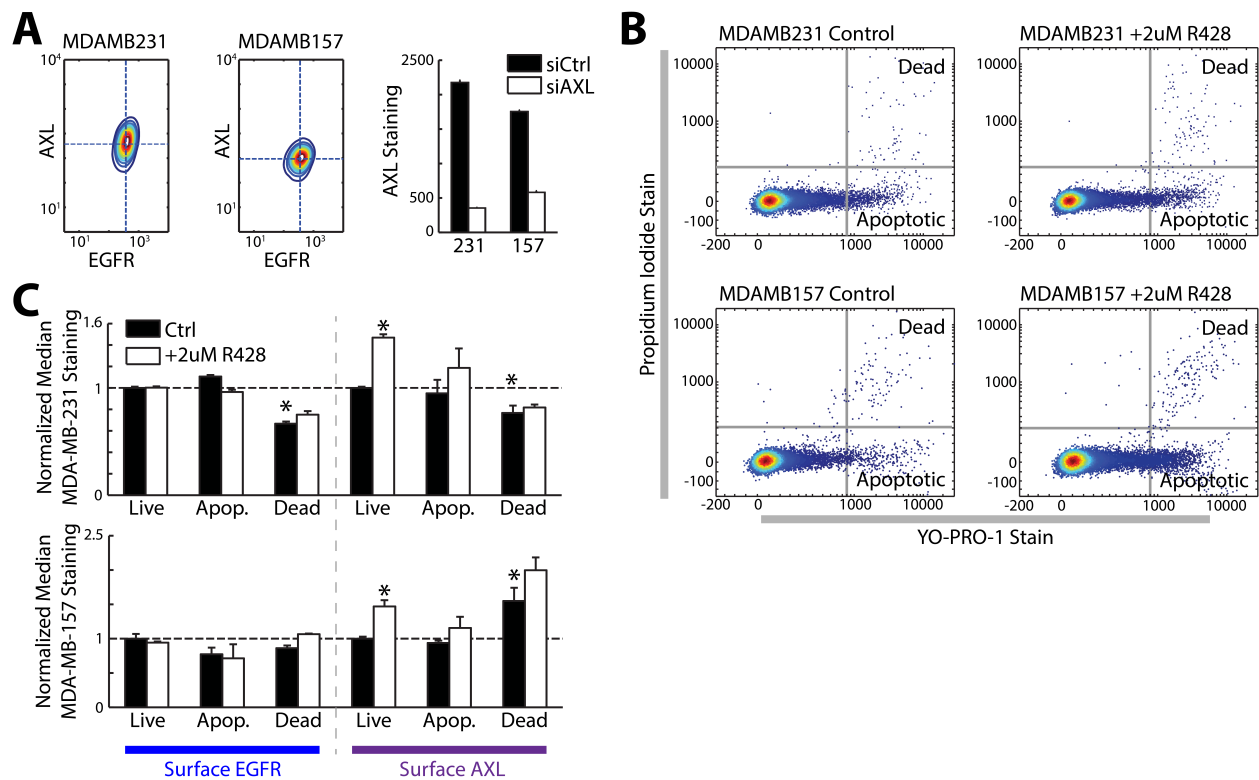 A
MDAMB231
10⁴
AXL
10¹
10¹ 10³
EGFR
MDAMB157
10⁴
AXL
10¹
10¹ 10³
EGFR
2500
AXL Staining
500
0
siCtrl
siAXL
231 157
B
Propidium Iodide Stain
MDAMB231 Control
10000
1000
0
-100
Dead
Apoptotic
-200 0 1000 10000
MDAMB231 +2uM R428
10000
1000
0
-100
Dead
Apoptotic
-200 0 1000 10000
MDAMB157 Control
10000
1000
0
-100
Dead
Apoptotic
-200 0 1000 10000
MDAMB157 +2uM R428
10000
1000
0
-100
Dead
Apoptotic
-200 0 1000 10000
YO-PRO-1 Stain
C
Normalized Median
MDA-MB-231 Staining
1.6
1
0
Ctrl
+2uM R428
*
*
*
Live Apop. Dead Live Apop. Dead
Normalized Median
MDA-MB-157 Staining
2.5
1
0
*
*
Live Apop. Dead Live Apop. Dead
Surface EGFR Surface AXL